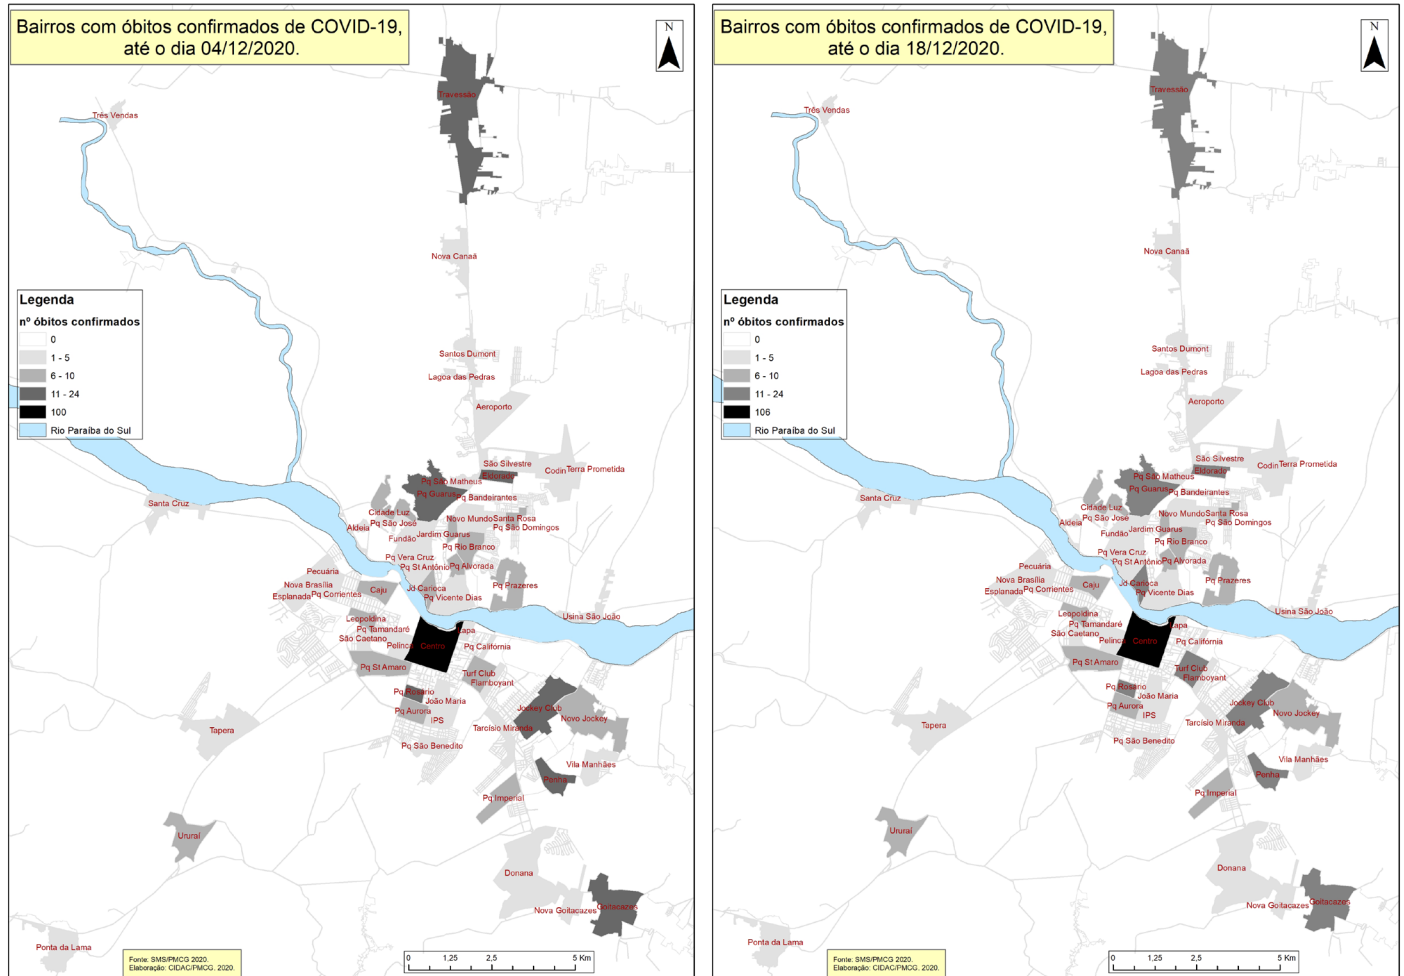 Bairros com óbitos confirmados de COVID-19,
até o dia 04/12/2020.
N
Travessão
Três Vendas
Nova Canaã
Legenda
nº óbitos confirmados
0
1 - 5
6 - 10
11 - 24
100
Rio Paraíba do Sul
Santos Dumont
Lagoa das Pedras
Aeroporto
São Silvestre
Codin
Terra Prometida
Eldorado
Pq São Matheus
Pq Guarus
Pq Bandeirantes
Santa Cruz
Cidade Luz
Pq São José
Novo Mundo
Santa Rosa
Aldeia
Pq São Domingos
Fundão
Jardim Guarus
Pq Rio Branco
Pq Vera Cruz
Pq St Antônio
Pq Alvorada
Pecuária
Pq Prazeres
Nova Brasília
Caju
Jd Carioca
Esplanada
Pq Corrientes
Pq Vicente Dias
Leopoldina
Usina São João
Pq Tamandaré
Lapa
São Caetano
Pelinca
Centro
Pq Califórnia
Pq St Amaro
Turf Club
Flamboyant
Pq Rosário
João Maria
Jockey Club
Pq Aurora
IPS
Novo Jockey
Tapera
Tarcísio Miranda
Pq São Benedito
Vila Manhães
Penha
Pq Imperial
Ururaí
Donana
Nova Goitacazes
Goitacazes
Ponta da Lama
Fonte: SMS/PMCG 2020.
Elaboração: CIDAC/PMCG. 2020.
0 1,25 2,5 5 Km
Bairros com óbitos confirmados de COVID-19,
até o dia 18/12/2020.
N
Travessão
Três Vendas
Nova Canaã
Legenda
nº óbitos confirmados
0
1 - 5
6 - 10
11 - 24
106
Rio Paraíba do Sul
Santos Dumont
Lagoa das Pedras
Aeroporto
São Silvestre
Codin
Terra Prometida
Eldorado
Pq São Matheus
Pq Guarus
Pq Bandeirantes
Santa Cruz
Cidade Luz
Pq São José
Novo Mundo
Santa Rosa
Aldeia
Pq São Domingos
Fundão
Jardim Guarus
Pq Rio Branco
Pq Vera Cruz
Pq St Antônio
Pq Alvorada
Pecuária
Pq Prazeres
Nova Brasília
Caju
Jd Carioca
Esplanada
Pq Corrientes
Pq Vicente Dias
Leopoldina
Usina São João
Pq Tamandaré
Lapa
São Caetano
Pelinca
Centro
Pq Califórnia
Pq St Amaro
Turf Club
Flamboyant
Pq Rosário
João Maria
Jockey Club
Pq Aurora
IPS
Novo Jockey
Tapera
Tarcísio Miranda
Pq São Benedito
Vila Manhães
Penha
Pq Imperial
Ururaí
Donana
Nova Goitacazes
Goitacazes
Ponta da Lama
Fonte: SMS/PMCG 2020.
Elaboração: CIDAC/PMCG. 2020.
0 1,25 2,5 5 Km